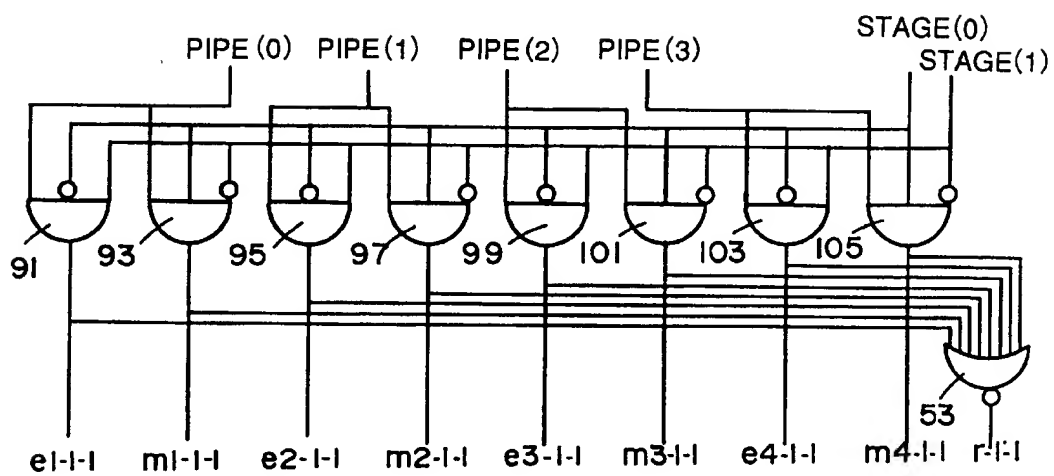 STAGE(0)
PIPE(0) PIPE(1) PIPE(2) PIPE(3) STAGE(1)
91 93 95 97 99 101 103 105
53
e1-1-1 m1-1-1 e2-1-1 m2-1-1 e3-1-1 m3-1-1 e4-1-1 m4-1-1 r-1-1